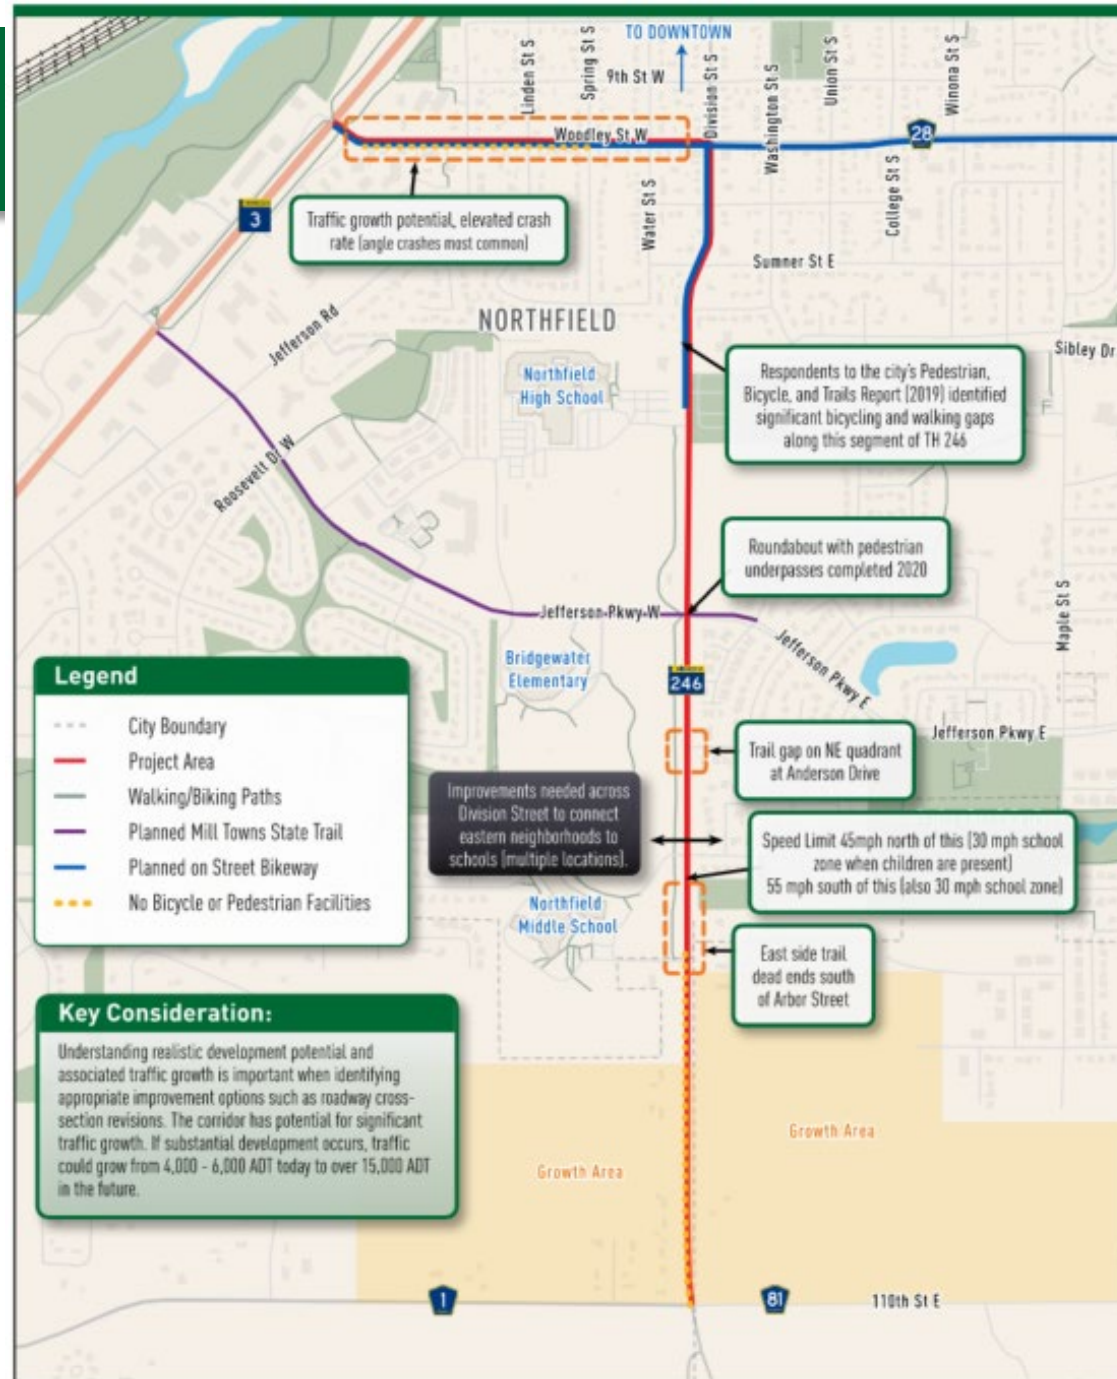 TO DOWNTOWN
Linden St S
Spring St S
9th St W
Division St S
Washington St S
Union St S
Winona St S
Woodley St W
28
Water St S
College St S
3
Traffic growth potential, elevated crash
rate (angle crashes most common)
Sumner St E
Jefferson Rd
NORTHFIELD
Sibley Dr
Northfield
High School
Respondents to the city's Pedestrian,
Bicycle, and Trails Report (2019) identified
significant bicycling and walking gaps
along this segment of TH 246
Roosevelt Dr W
Roundabout with pedestrian
underpasses completed 2020
Jefferson Pkwy W
Maple St S
Jefferson Pkwy E
Bridgewater
Elementary
246
Jefferson Pkwy E
Trail gap on NE quadrant
at Anderson Drive
Legend
City Boundary
Project Area
Walking/Biking Paths
Planned Mill Towns State Trail
Planned on Street Bikeway
No Bicycle or Pedestrian Facilities
Improvements needed across
Division Street to connect
eastern neighborhoods to
schools (multiple locations).
Speed Limit 45mph north of this (30 mph school
zone when children are present)
55 mph south of this (also 30 mph school zone)
Northfield
Middle School
East side trail
dead ends south
of Arbor Street
Key Consideration:
Understanding realistic development potential and
associated traffic growth is important when identifying
appropriate improvement options such as roadway cross-
section revisions. The corridor has potential for significant
traffic growth. If substantial development occurs, traffic
could grow from 4,000 - 6,000 ADT today to over 15,000 ADT
in the future.
Growth Area
Growth Area
1
81
110th St E